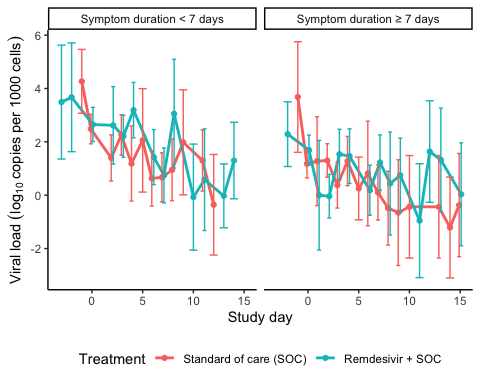 Symptom duration < 7 days
Symptom duration ≥ 7 days
Viral load (log₁₀ copies per 1000 cells)
6
4
2
0
-2
0 5 10 15
0 5 10 15
Study day
Treatment Standard of care (SOC) Remdesivir + SOC